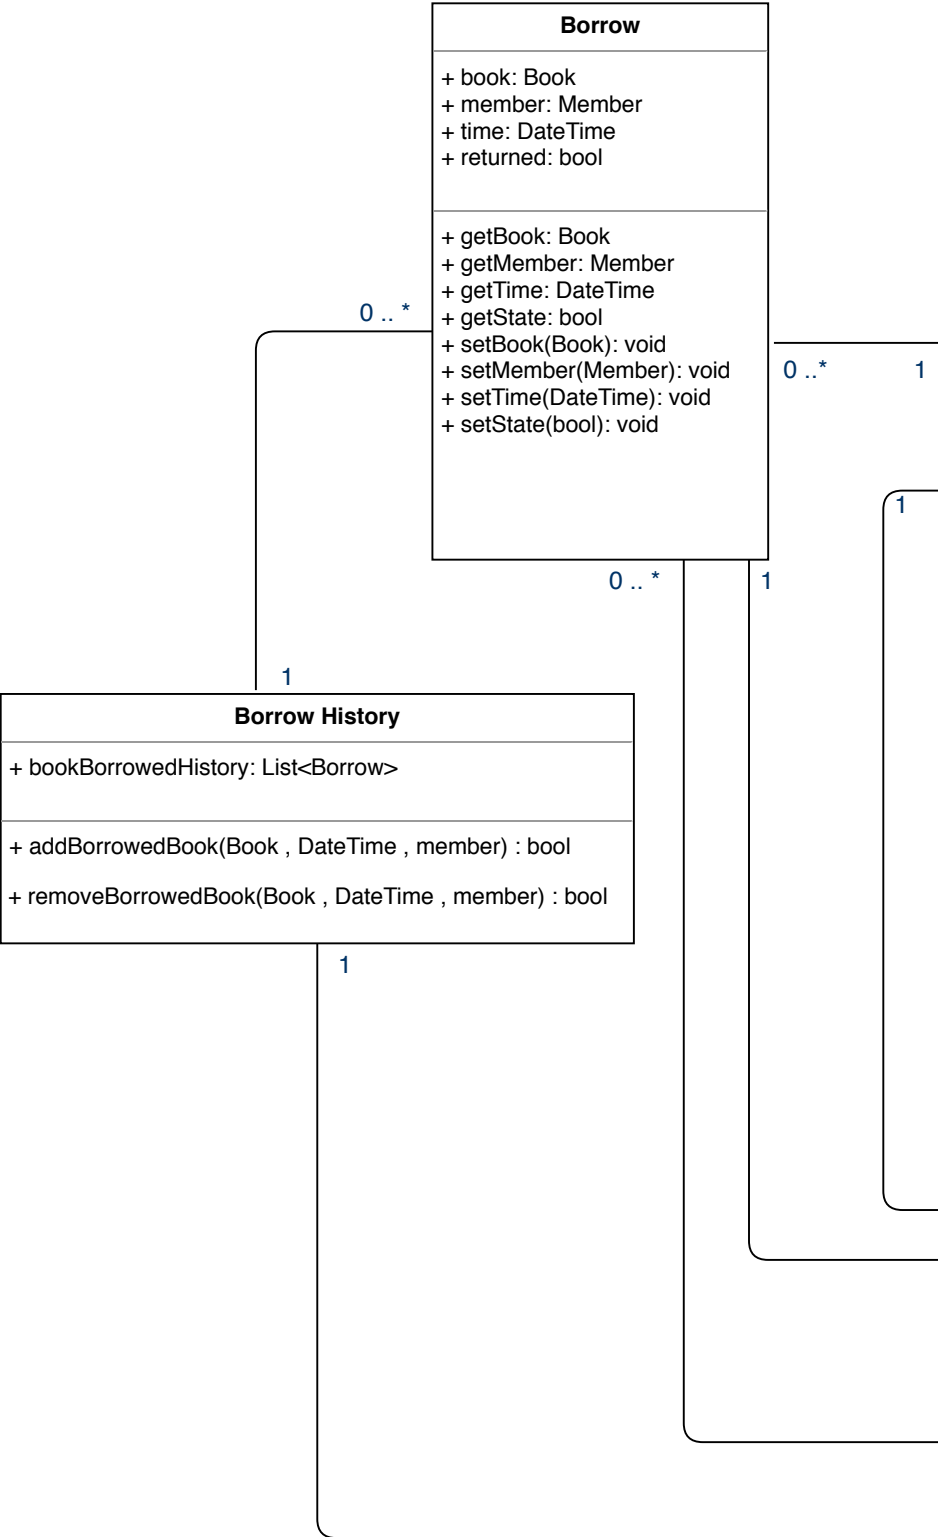 Borrow
+ book: Book
+ member: Member
+ time: DateTime
+ returned: bool
+ getBook: Book
+ getMember: Member
+ getTime: DateTime
+ getState: bool
+ setBook(Book): void
+ setMember(Member): void
+ setTime(DateTime): void
+ setState(bool): void
0 .. *
0 ..*
1
1
0 .. *
1
1
Borrow History
+ bookBorrowedHistory: List<Borrow>
+ addBorrowedBook(Book , DateTime , member) : bool
+ removeBorrowedBook(Book , DateTime , member) : bool
1